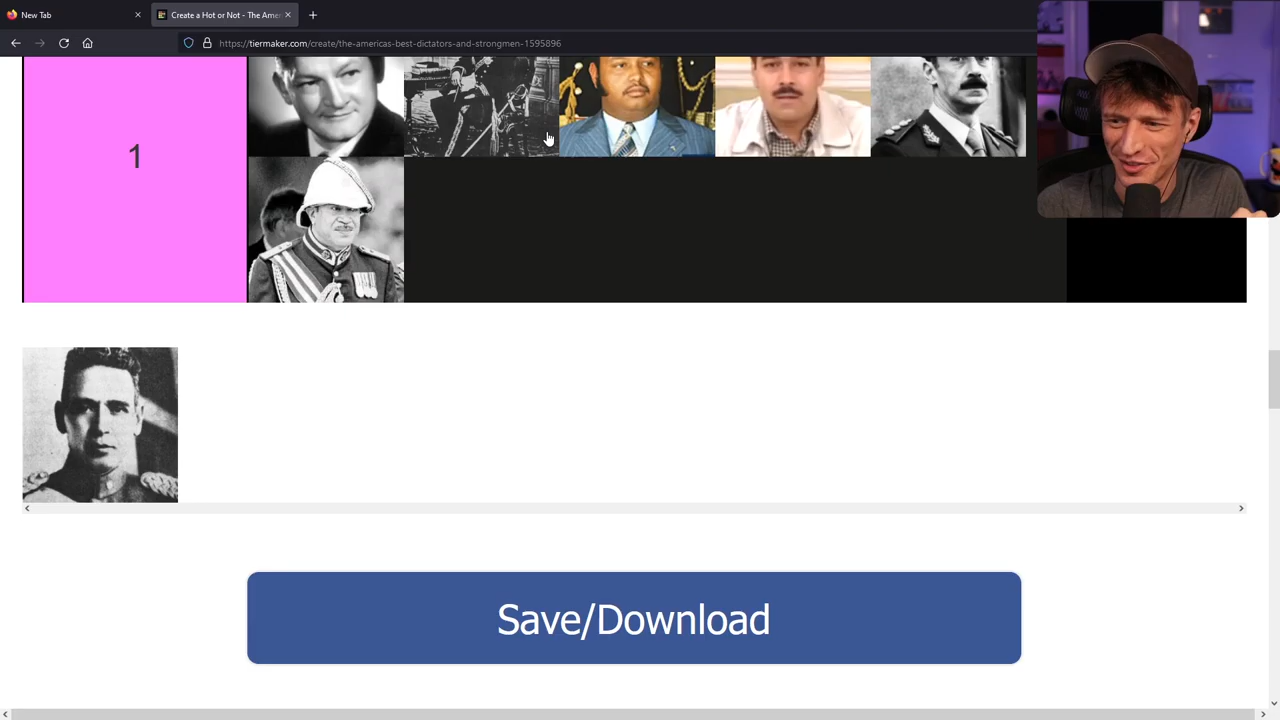 New Tab
Create a Hot or Not - The Ame
https://tiermaker.com/create/the-americas-best-dictators-and-strongmen-1595896
1
Save/Download